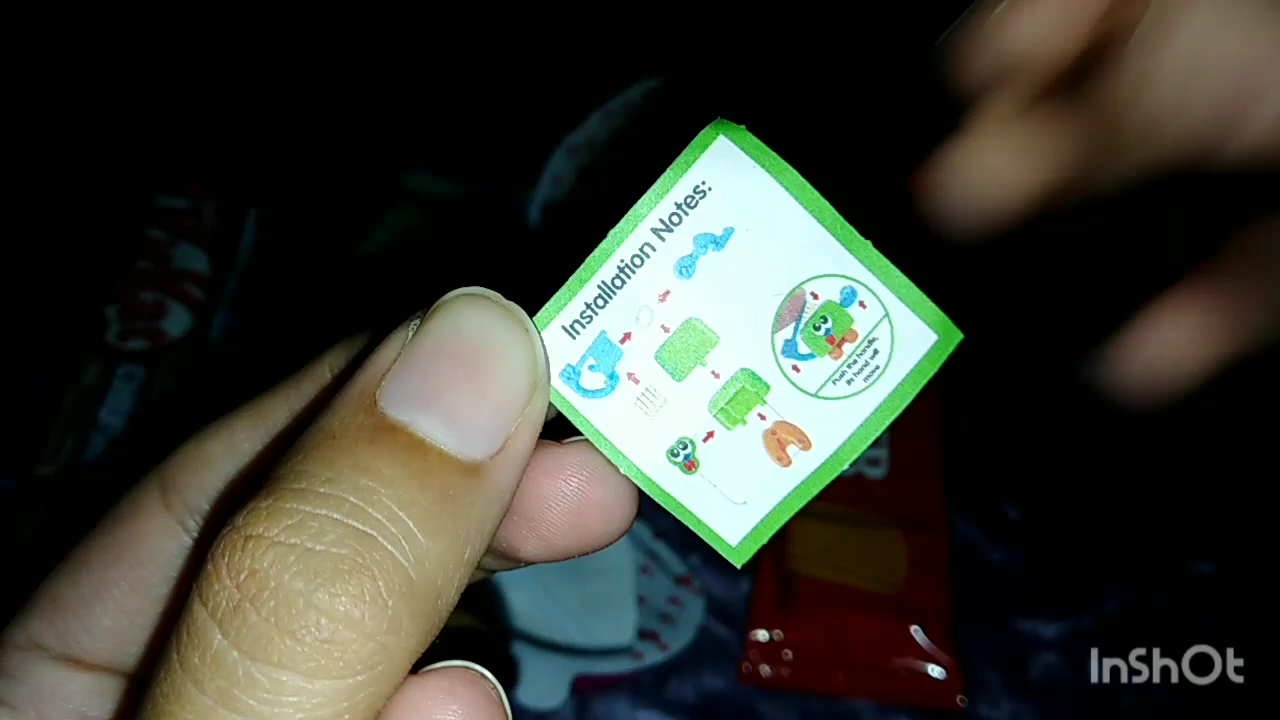 Installation Notes:
Push the handle,
its hand will
move
InShOt